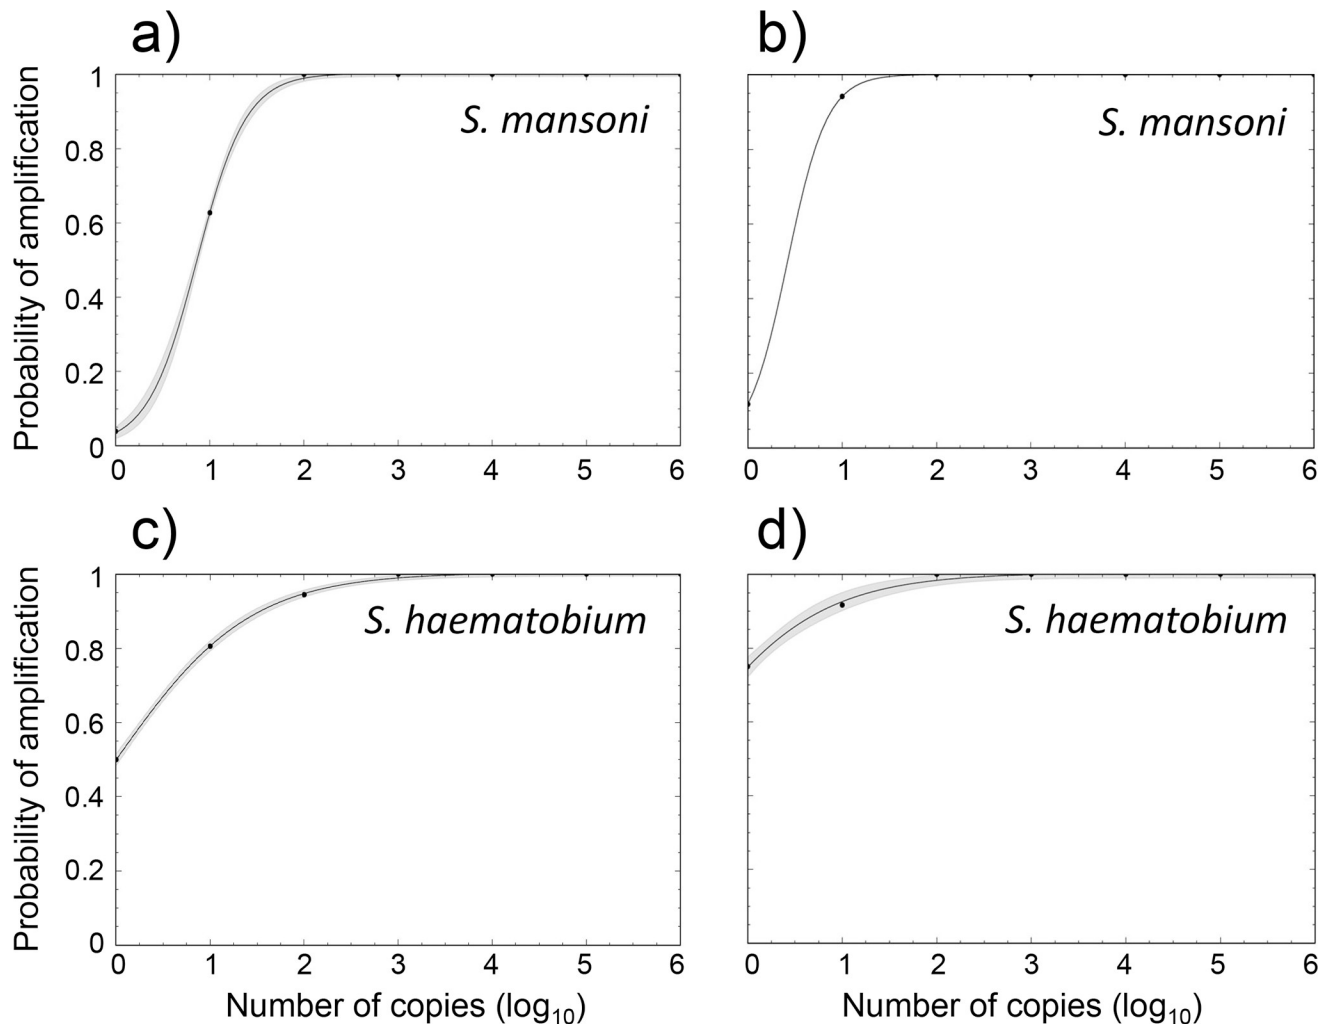 a)
b)
Probability of amplification
1
0.8
0.6
0.4
0.2
0
S. mansoni
S. mansoni
0 1 2 3 4 5 6
0 1 2 3 4 5 6
c)
d)
Probability of amplification
1
0.8
0.6
0.4
0.2
0
S. haematobium
S. haematobium
0 1 2 3 4 5 6
0 1 2 3 4 5 6
Number of copies (log₁₀)
Number of copies (log₁₀)